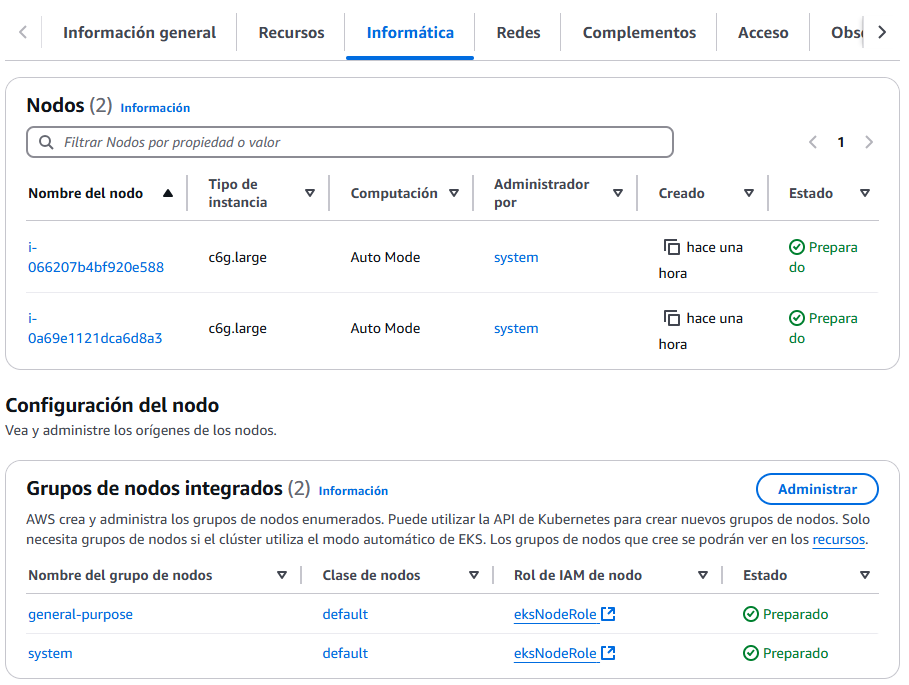 Información general
Recursos
Informática
Redes
Complementos
Acceso
Nodos (2) Información
Filtrar Nodos por propiedad o valor
1
Nombre del nodo
Tipo de
instancia
Computación
Administrador
por
Creado
Estado
i-
066207b4bf920e588
c6g.large
Auto Mode
system
hace una
hora
Prepara
do
i-
0a69e1121dca6d8a3
c6g.large
Auto Mode
system
hace una
hora
Prepara
do
Configuración del nodo
Vea y administre los orígenes de los nodos.
Grupos de nodos integrados (2) Información
Administrar
AWS crea y administra los grupos de nodos enumerados. Puede utilizar la API de Kubernetes para crear nuevos grupos de nodos. Solo
necesita grupos de nodos si el clúster utiliza el modo automático de EKS. Los grupos de nodos que cree se podrán ver en los recursos.
Nombre del grupo de nodos
Clase de nodos
Rol de IAM de nodo
Estado
general-purpose
default
eksNodeRole
Preparado
system
default
eksNodeRole
Preparado